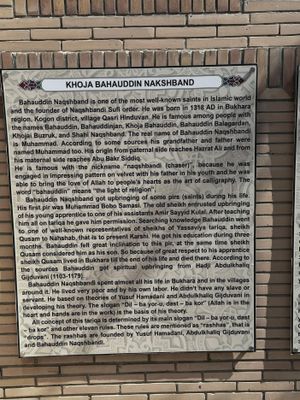 KHOJA BAHAUDDIN NAKSHBAND
Bahauddin Naqshband is one of the most well-known saints in Islamic world
and the founder of Naqshbandi Sufi order. He was born in 1318 AD in Bukhara
region, Kogon district, village Qasri Hinduvan. He is famous among people with
the names Bahauddin, Bahauddinjan, Khoja Bahauddin, Bahauddin Balagardan,
Khojai Buzruk, and Shahi Naqshband. The real name of Bahauddin Naqshband
is Muhammad. According to some sources his grandfather and father were
named Muhammad too. His origin from paternal side reaches Hazrat Ali and from
his maternal side reaches Abu Bakr Siddiq.
He is famous with the nickname "naqshbandi (chaser)", because he was
engaged in impressing pattern on velvet with his father in his youth and he was
able to bring the love of Allah to people's hearts as the art of calligraphy. The
word "bahauddin" means "the light of religion".
Bahauddin Naqshband got upbringing of some pirs (saints) during his life.
His first pir was Muhammad Bobo Samasi. The old sheikh entrusted upbringing
of his young apprentice to one of his assistants Amir Sayyid Kulal. After teaching
him all on tariqa he gave him permission. Searching knowledge Bahauddin went
to one of well-known representatives of sheikhs of Yassaviya tariqa, sheikh
Qusam to Nahshab, that is to present Karshi. He got his education during three
months. Bahauddin felt great inclination to this pir, at the same time sheikh
Qusam considered him as his son. So because of great respect to his apprentice
sheikh Qusam lived in Bukhara till the end of his life and died there. According to
the sources Bahauddin got spiritual upbringing from Hadji Abdulkhaliq
Gijduvani (1103-1179).
Bahauddin Naqshband spent almost all his life in Bukhara and in the villages
around it. He lived very poor and by his own labor. He didn't have any slave or
servant. He based on theories of Yusuf Hamadani and Abdulkhaliq Gijduvani in
developing his theory. The slogan "Dil – ba yor-u, dast – ba kor" (Allah is in the
heart and hands are in the work) is the basis of his theory.
All concept of this tariqa is determined by its main slogan "Dil – ba yor-u, dast
– ba kor" and other eleven rules. These rules are mentioned as "rashhas", that is
"drops". The rashhas are founded by Yusuf Hamadani, Abdulkhaliq Gijduvani
and Bahauddin Naqshbandi.